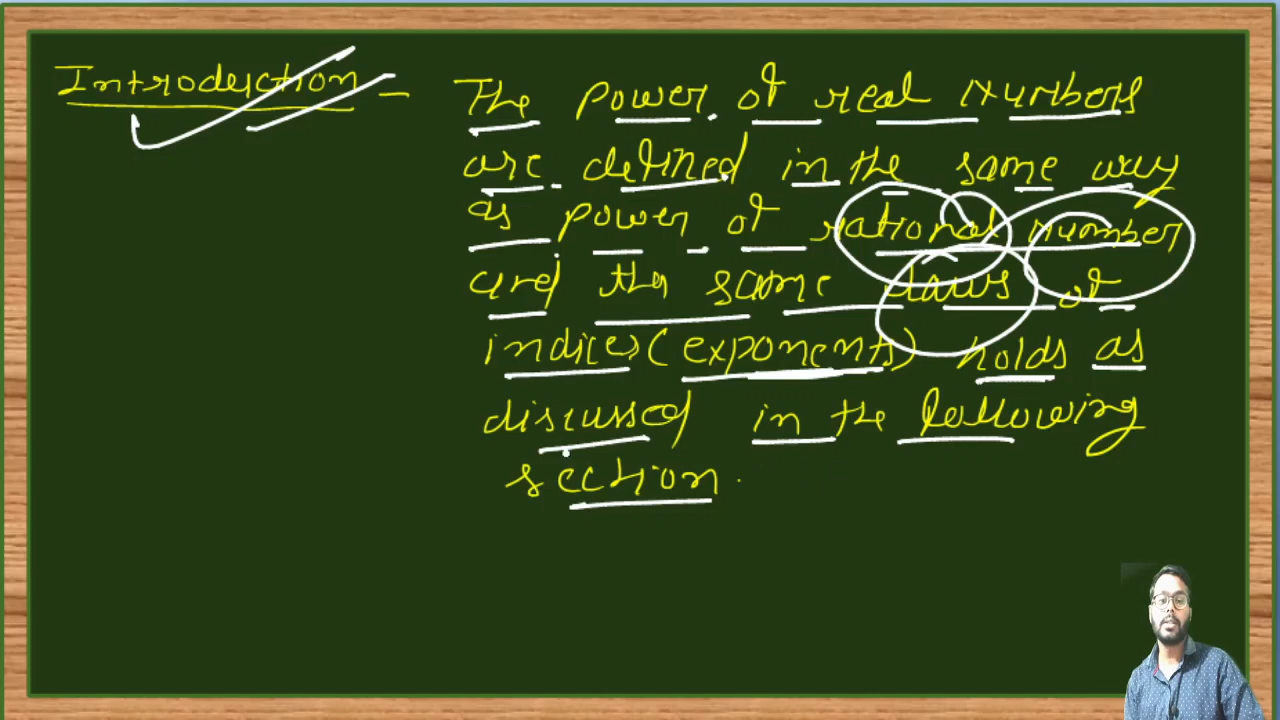 Introduction - The power of real numbers
are defined in the same way
as power of rational number
and the same laws of
indices (exponents) holds as
discussed in the following
section.